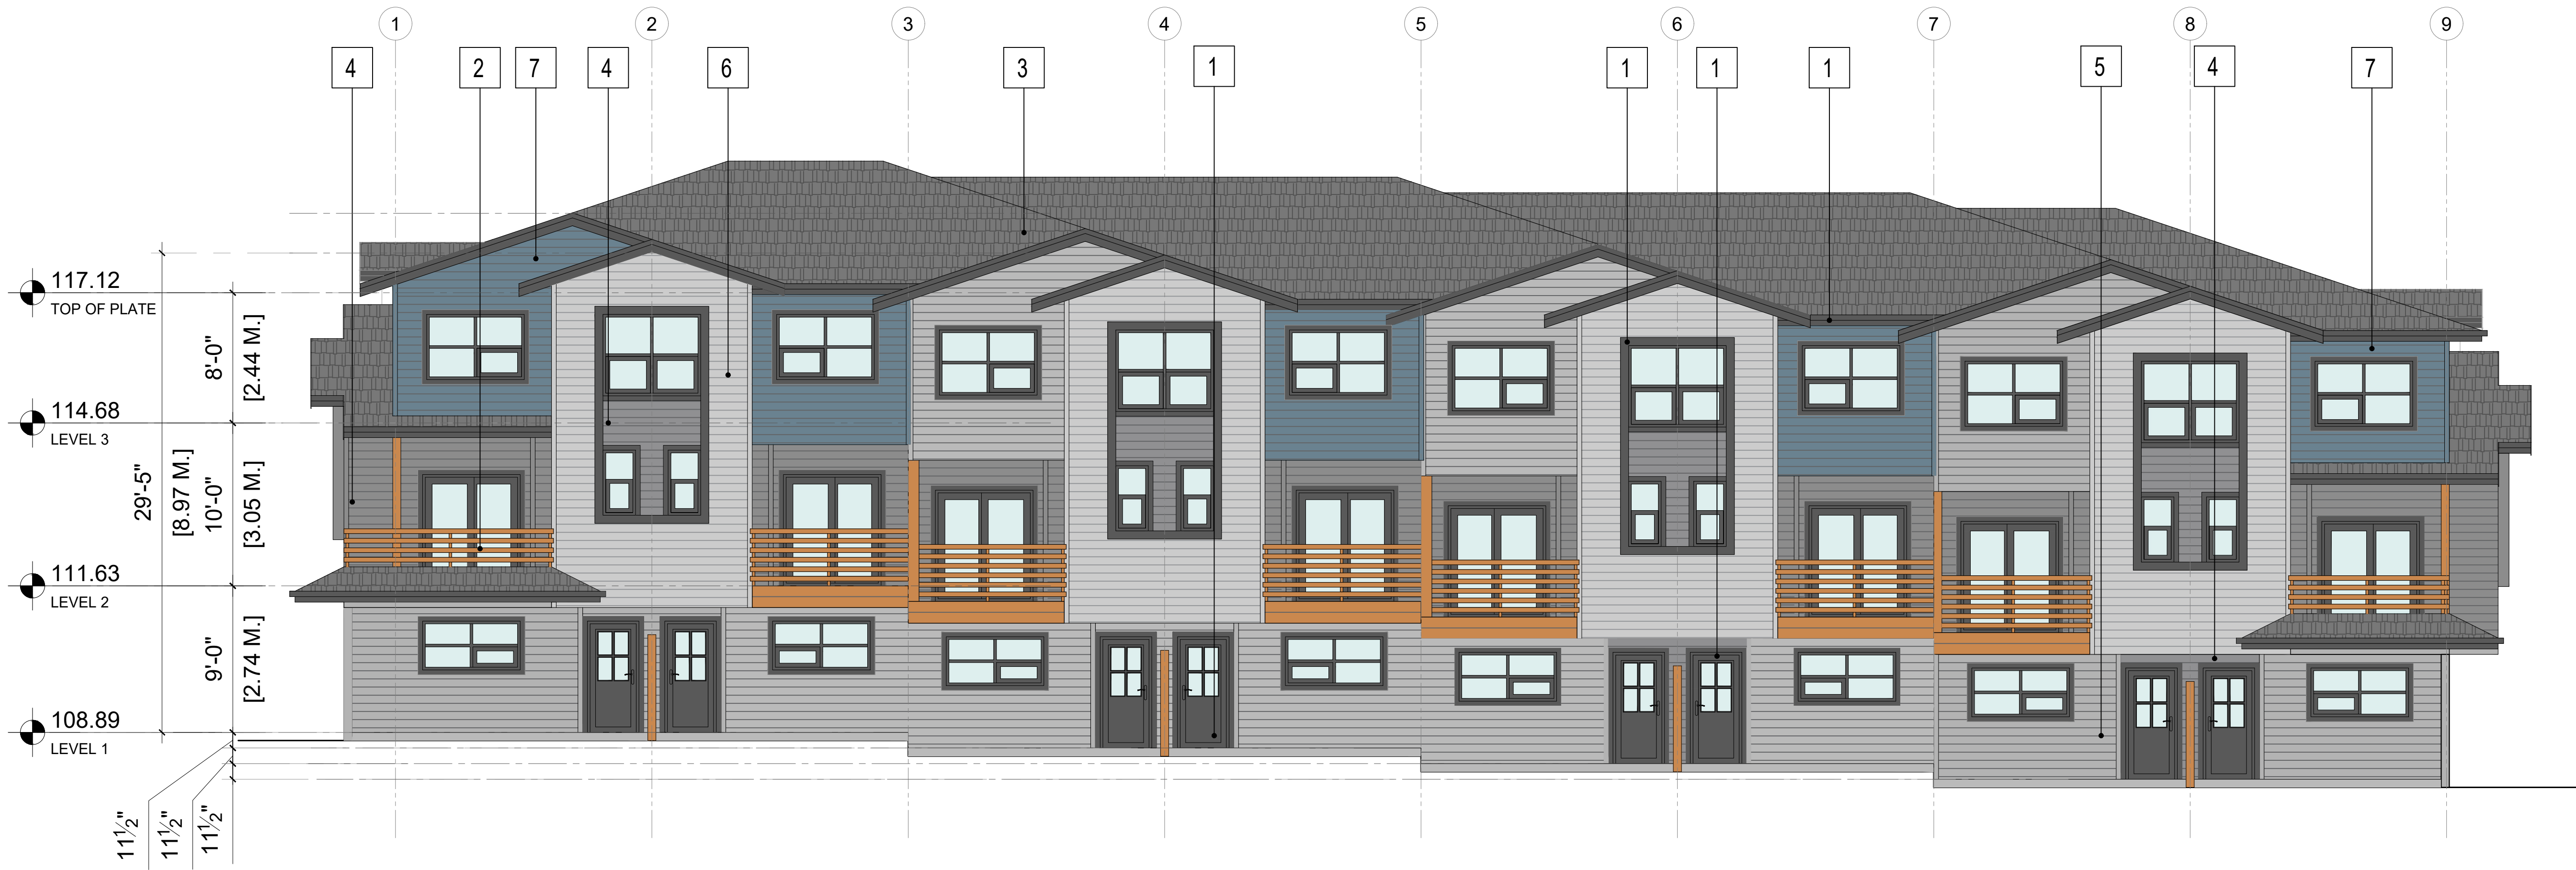 1 2 3 4 5 6 7 8 9
4 2 7 4 6 3 1 1 1 1 5 4 7
117.12
TOP OF PLATE
8'-0"
[2.44 M.]
114.68
LEVEL 3
29'-5"
[8.97 M.]
10'-0"
[3.05 M.]
111.63
LEVEL 2
9'-0"
[2.74 M.]
108.89
LEVEL 1
11½"
11½"
11½"